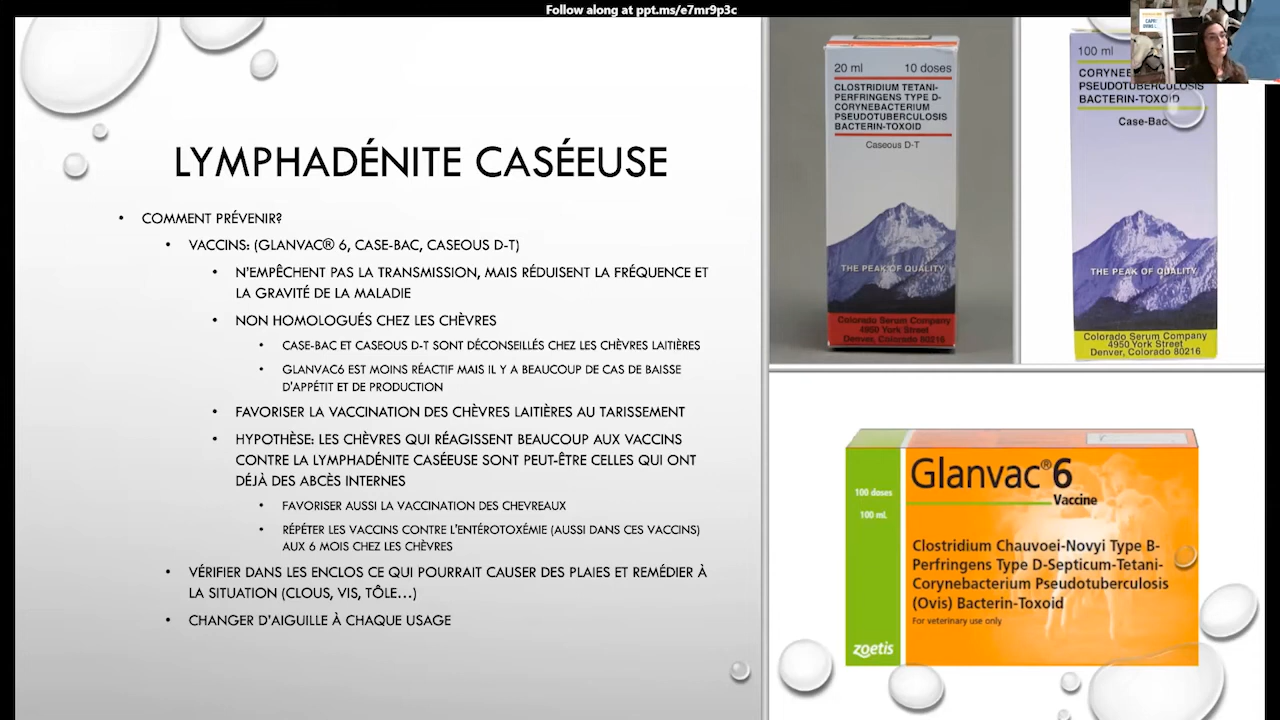 Follow along at ppt.ms/e7mr9p3c
LYMPHADÉNITE CASÉEUSE
• COMMENT PRÉVENIR?
• VACCINS: (GLANVAC® 6, CASE-BAC, CASEOUS D-T)
• N'EMPÊCHENT PAS LA TRANSMISSION, MAIS RÉDUISENT LA FRÉQUENCE ET
LA GRAVITÉ DE LA MALADIE
• NON HOMOLOGUÉS CHEZ LES CHÈVRES
• CASE-BAC ET CASEOUS D-T SONT DÉCONSEILLÉS CHEZ LES CHÈVRES LAITIÈRES
• GLANVAC6 EST MOINS RÉACTIF MAIS IL Y A BEAUCOUP DE CAS DE BAISSE
D'APPÉTIT ET DE PRODUCTION
• FAVORISER LA VACCINATION DES CHÈVRES LAITIÈRES AU TARISSEMENT
• HYPOTHÈSE: LES CHÈVRES QUI RÉAGISSENT BEAUCOUP AUX VACCINS
CONTRE LA LYMPHADÉNITE CASÉEUSE SONT PEUT-ÊTRE CELLES QUI ONT
DÉJÀ DES ABCÈS INTERNES
• FAVORISER AUSSI LA VACCINATION DES CHEVREAUX
• RÉPÉTER LES VACCINS CONTRE L'ENTÉROTOXÉMIE (AUSSI DANS CES VACCINS)
AUX 6 MOIS CHEZ LES CHÈVRES
• VÉRIFIER DANS LES ENCLOS CE QUI POURRAIT CAUSER DES PLAIES ET REMÉDIER À
LA SITUATION (CLOUS, VIS, TÔLE...)
• CHANGER D'AIGUILLE À CHAQUE USAGE
20 ml 10 doses
CLOSTRIDIUM TETANI-
PERFRINGENS TYPE D-
CORYNEBACTERIUM
PSEUDOTUBERCULOSIS
BACTERIN-TOXOID
Caseous D-T
THE PEAK OF QUALITY
Colorado Serum Company
4950 York Street
Denver, Colorado 80216
100 ml
PSEUDOTUBERCULOSIS
BACTERIN-TOXOID
Case-Bac
THE PEAK OF QUALITY
Colorado Serum Company
4950 York Street
Denver, Colorado 80216
Glanvac®6
Vaccine
100 doses
100 mL
Clostridium Chauvoei-Novyi Type B-
Perfringens Type D-Septicum-Tetani-
Corynebacterium Pseudotuberculosis
(Ovis) Bacterin-Toxoid
For veterinary use only
zoetis